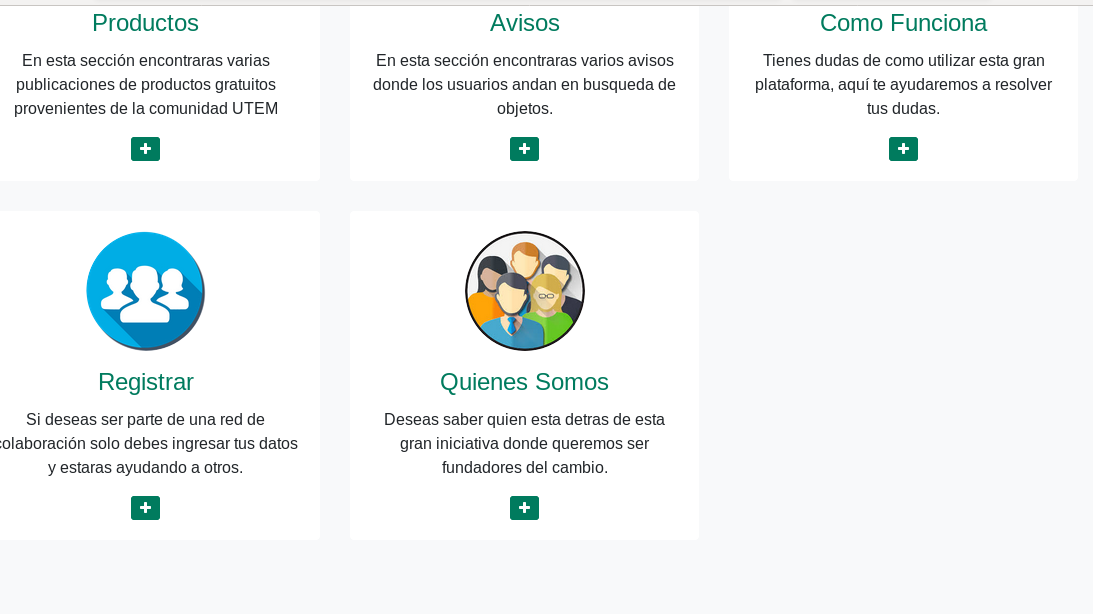 Productos
En esta sección encontraras varias
publicaciones de productos gratuitos
provenientes de la comunidad UTEM
Avisos
En esta sección encontraras varios avisos
donde los usuarios andan en busqueda de
objetos.
Como Funciona
Tienes dudas de como utilizar esta gran
plataforma, aquí te ayudaremos a resolver
tus dudas.
Registrar
Si deseas ser parte de una red de
colaboración solo debes ingresar tus datos
y estaras ayudando a otros.
Quienes Somos
Deseas saber quien esta detras de esta
gran iniciativa donde queremos ser
fundadores del cambio.